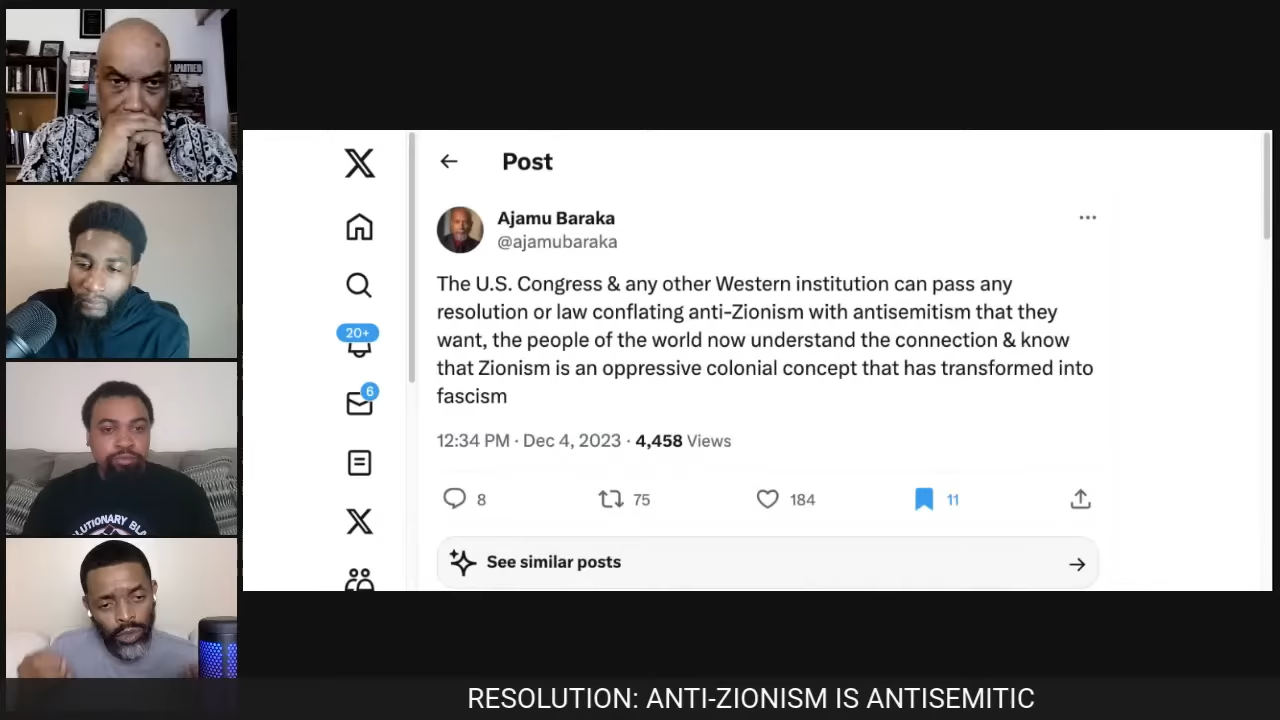 APARTHEID
LUTIONARY BLA
Post
Ajamu Baraka
@ajamubaraka
The U.S. Congress & any other Western institution can pass any
resolution or law conflating anti-Zionism with antisemitism that they
want, the people of the world now understand the connection & know
that Zionism is an oppressive colonial concept that has transformed into
fascism
12:34 PM · Dec 4, 2023 · 4,458 Views
8 75 184 11
See similar posts
20+
6
RESOLUTION: ANTI-ZIONISM IS ANTISEMITIC